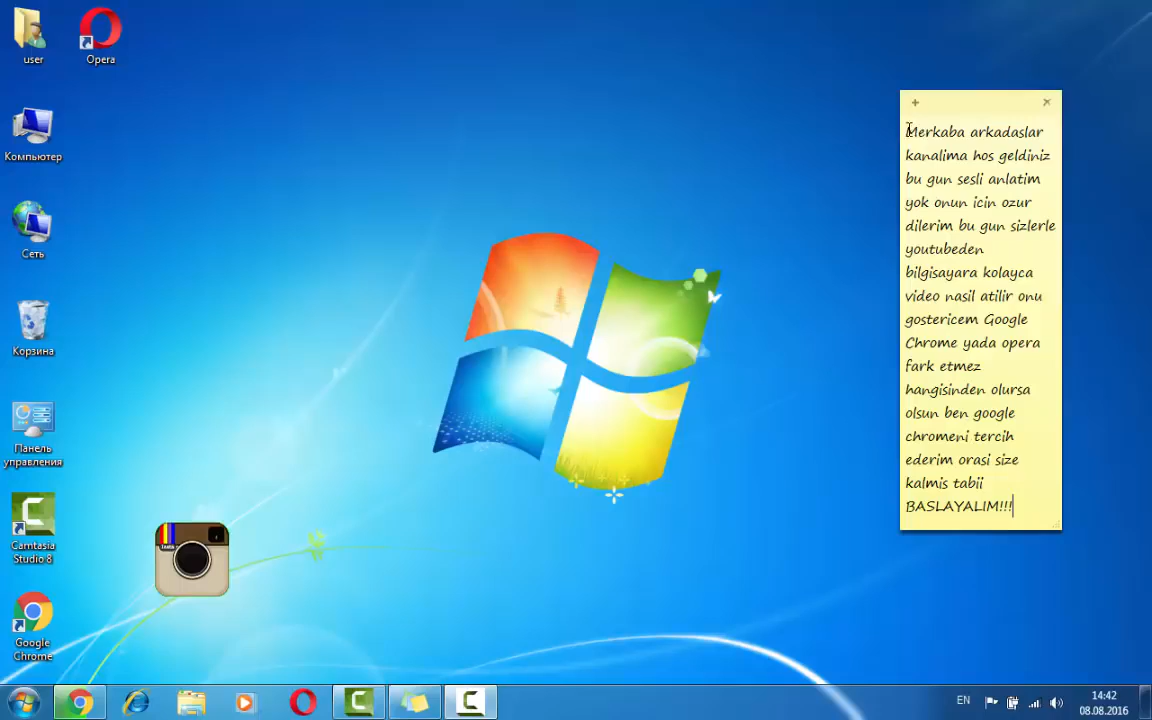 user
Opera
Компьютер
Сеть
Корзина
Панель
управления
Camtasia
Studio 8
Google
Chrome
Merkaba arkadaslar
kanalima hos geldiniz
bu gun sesli anlatim
yok onun icin ozur
dilerim bu gun sizlerle
youtubeden
bilgisayara kolayca
video nasil atilir onu
gostericem Google
Chrome yada opera
fark etmez
hangisinden olursa
olsun ben google
chromeni tercih
ederim orasi size
kalmis tabii
BASLAYALIM!!!
EN
14:42
08.08.2016